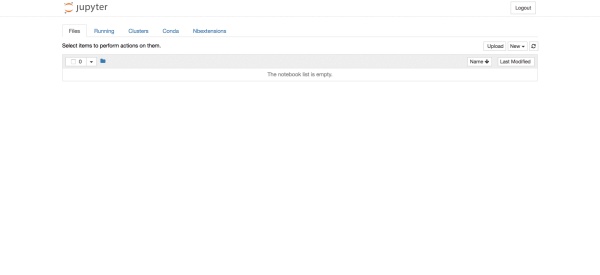 jupyter
Logout
Files Running Clusters Conda Nbextensions
Select items to perform actions on them.
Upload New
0
Name Last Modified
The notebook list is empty.